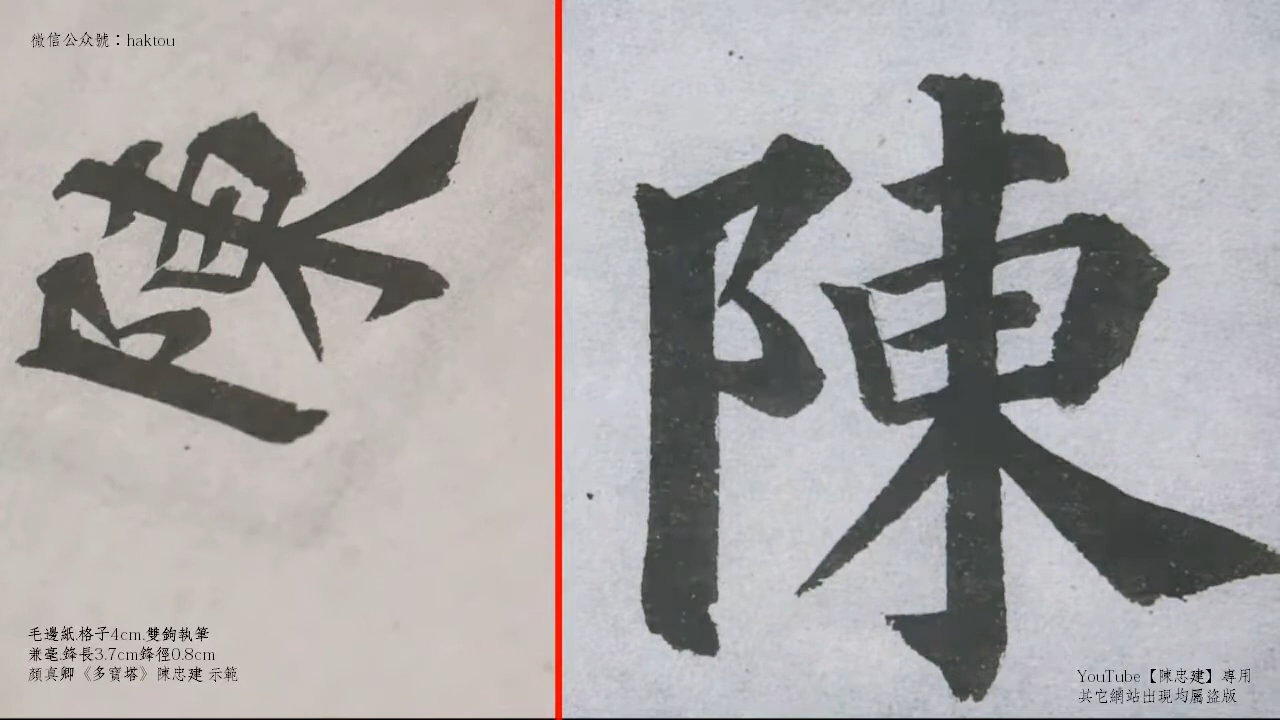 微信公众號：haktou
陳
陳
毛邊紙.格子4cm.雙鉤執筆
兼毫.鋒長3.7cm鋒徑0.8cm
顏真卿《多寶塔》陳忠建 示範
YouTube【陳忠建】專用
其它網站出現均屬盜版